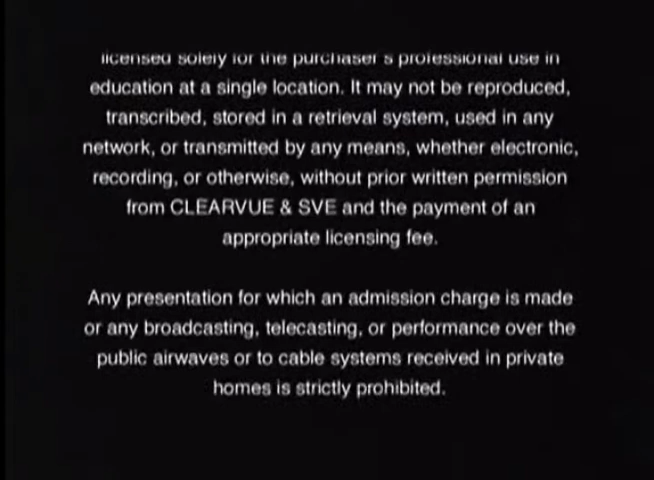 licensed solely for the purchaser's professional use in
education at a single location. It may not be reproduced,
transcribed, stored in a retrieval system, used in any
network, or transmitted by any means, whether electronic,
recording, or otherwise, without prior written permission
from CLEARVUE & SVE and the payment of an
appropriate licensing fee.
Any presentation for which an admission charge is made
or any broadcasting, telecasting, or performance over the
public airwaves or to cable systems received in private
homes is strictly prohibited.